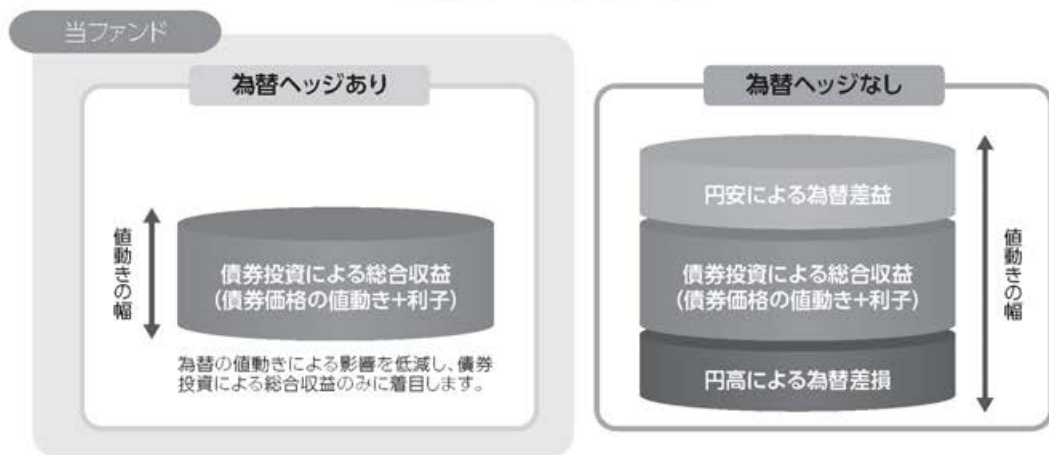 当ファンド
為替ヘッジあり
値動きの幅
債券投資による総合収益
(債券価格の値動き+利子)
為替の値動きによる影響を低減し、債券
投資による総合収益のみに着目します。
為替ヘッジなし
円安による為替差益
債券投資による総合収益
(債券価格の値動き+利子)
円高による為替差損
値動きの幅